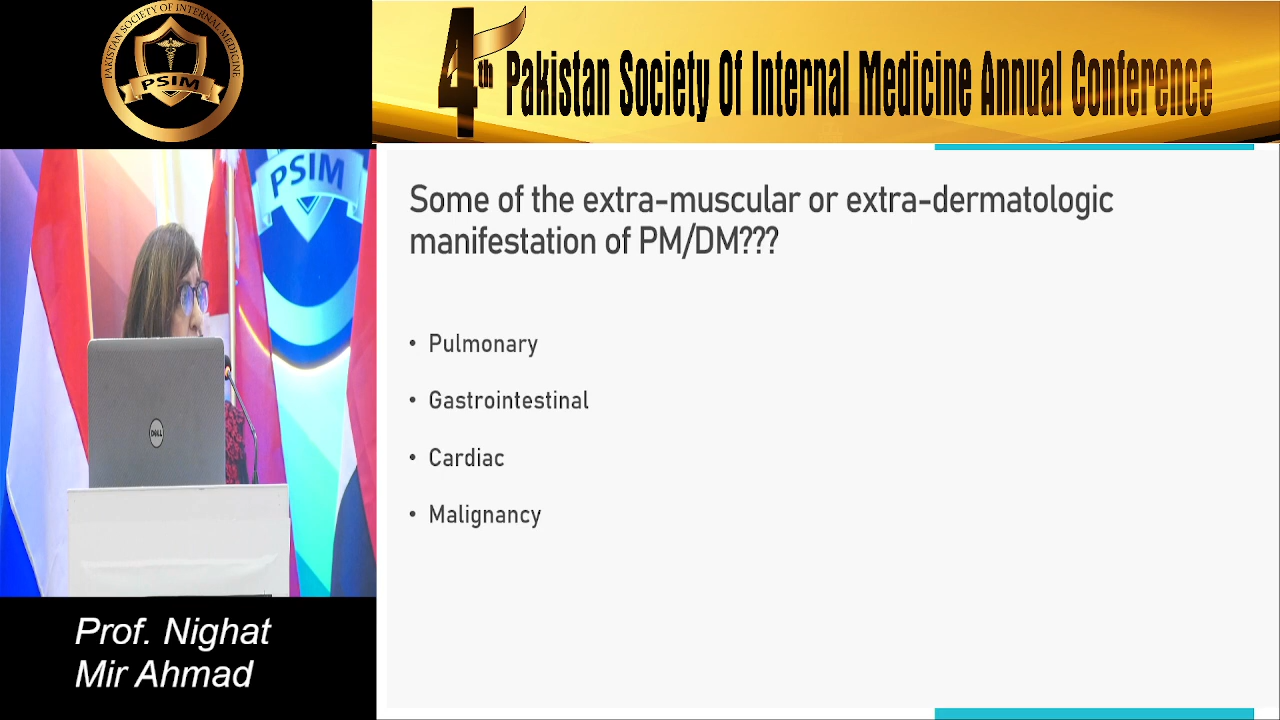 PAKISTAN SOCIETY OF INTERNAL MEDICINE
PSIM
4th Pakistan Society Of Internal Medicine Annual Conference
PSIM
DELL
Some of the extra-muscular or extra-dermatologic
manifestation of PM/DM???
• Pulmonary
• Gastrointestinal
• Cardiac
• Malignancy
Prof. Nighat
Mir Ahmad